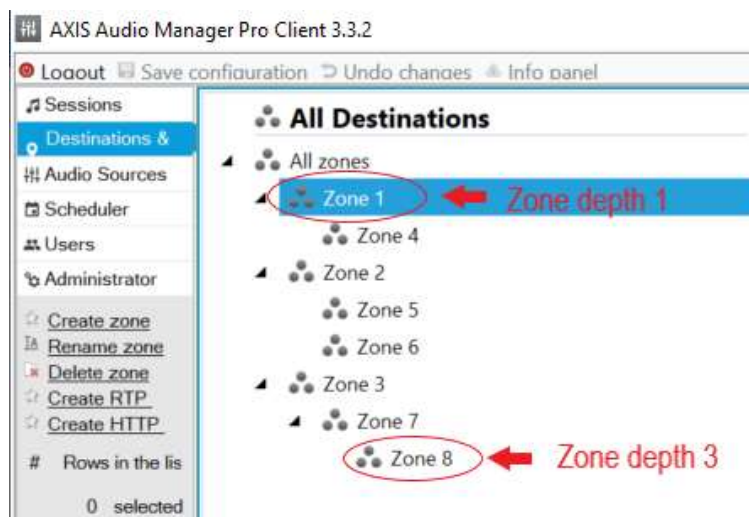 AXIS Audio Manager Pro Client 3.3.2
Logout Save configuration Undo changes Info panel
Sessions
Destinations &
Audio Sources
Scheduler
Users
Administrator
Create zone
Rename zone
Delete zone
Create RTP
Create HTTP
# Rows in the lis
0 selected
All Destinations
All zones
Zone 1 Zone depth 1
Zone 4
Zone 2
Zone 5
Zone 6
Zone 3
Zone 7
Zone 8 Zone depth 3